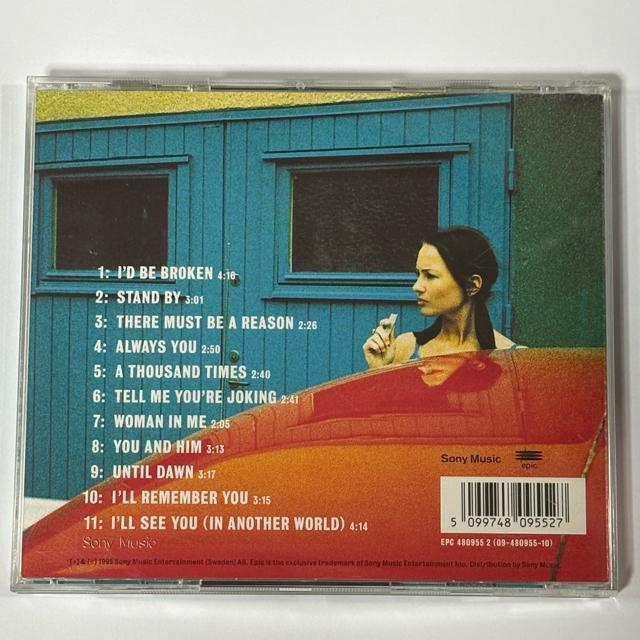 1: I'D BE BROKEN 4:16
2: STAND BY 3:01
3: THERE MUST BE A REASON 2:26
4: ALWAYS YOU 2:50
5: A THOUSAND TIMES 2:40
6: TELL ME YOU'RE JOKING 2:41
7: WOMAN IN ME 2:05
8: YOU AND HIM 3:13
9: UNTIL DAWN 3:17
10: I'LL REMEMBER YOU 3:15
11: I'LL SEE YOU (IN ANOTHER WORLD) 4:14
Sony Music
Sony Music
epic
5 099748 095527
EPC 480955 2 (09-480955-10)
(p) & (c) 1995 Sony Music Entertainment (Sweden) AB. Epic is the exclusive trademark of Sony Music Entertainment Inc. Distribution by Sony Music.